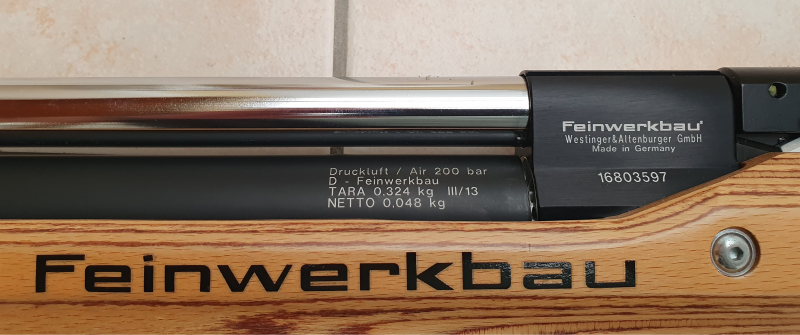 Feinwerkbau
Westinger&Altenburger GmbH
Made in Germany
16803597
Druckluft / Air 200 bar
D - Feinwerkbau
TARA 0,324 kg III/13
NETTO 0,048 kg
Feinwerkbau